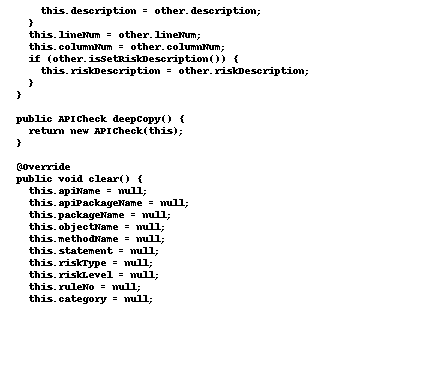 this.description = other.description;
}
this.lineNum = other.lineNum;
this.columnNum = other.columnNum;
if (other.isSetRiskDescription()) {
this.riskDescription = other.riskDescription;
}
}
public APICheck deepCopy() {
return new APICheck(this);
}
@Override
public void clear() {
this.apiName = null;
this.apiPackageName = null;
this.packageName = null;
this.objectName = null;
this.methodName = null;
this.statement = null;
this.riskType = null;
this.riskLevel = null;
this.ruleNo = null;
this.category = null;